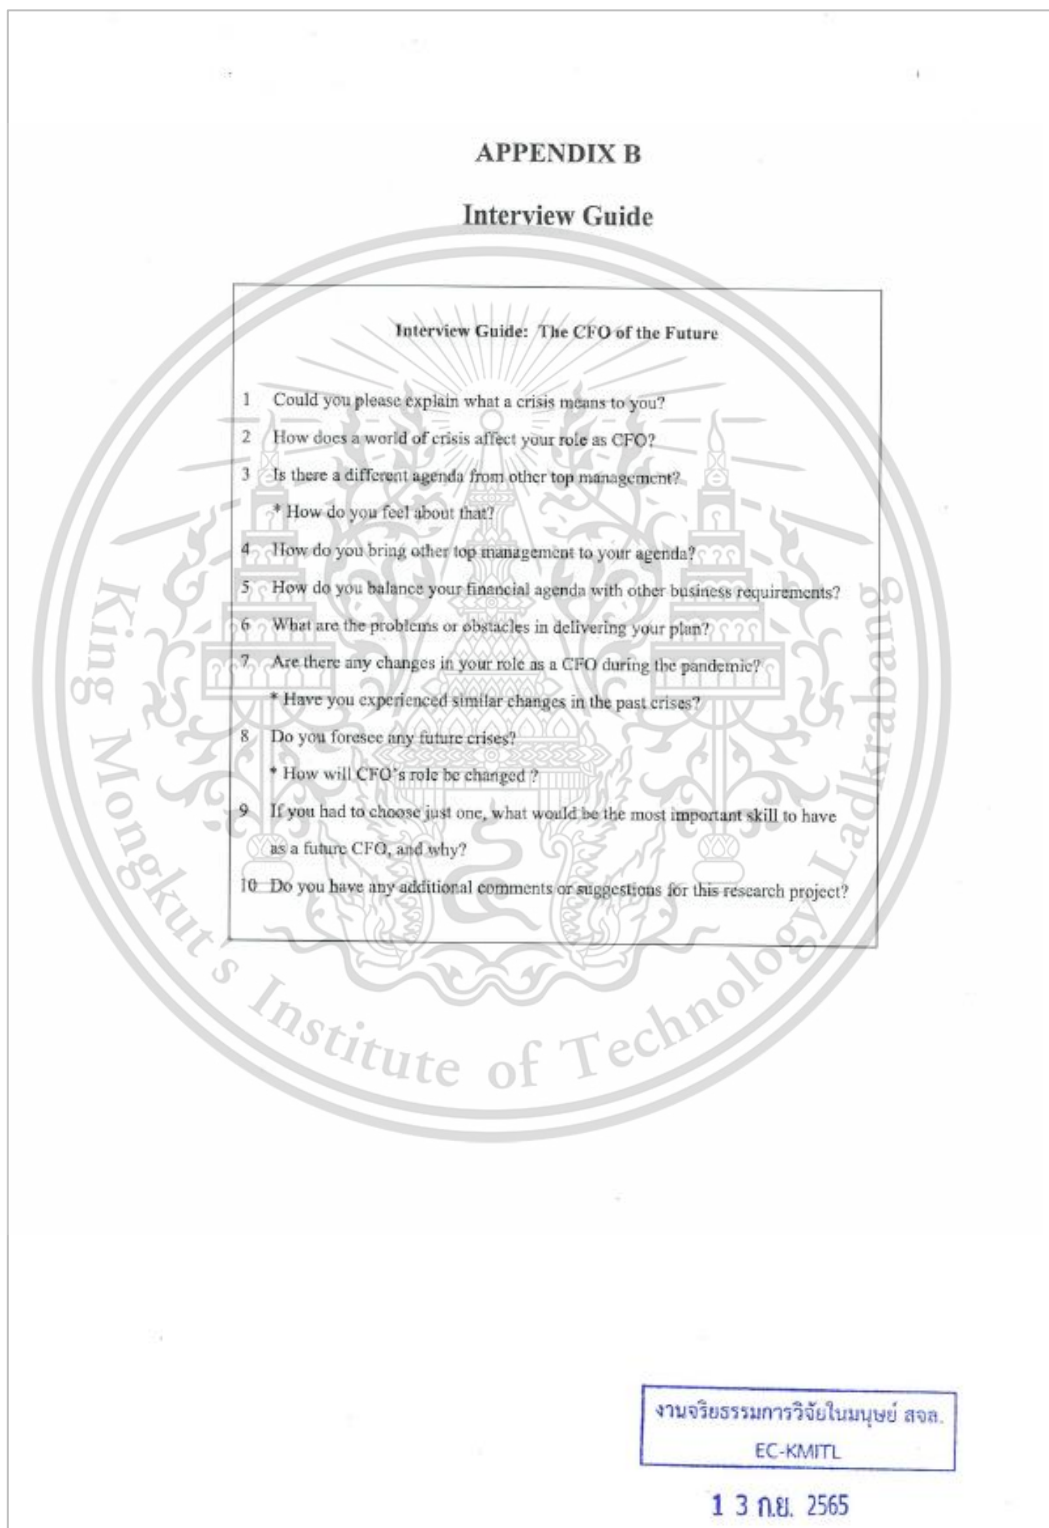 APPENDIX B
Interview Guide
Interview Guide: The CFO of the Future
1 Could you please explain what a crisis means to you?
2 How does a world of crisis affect your role as CFO?
3 Is there a different agenda from other top management?
* How do you feel about that?
4 How do you bring other top management to your agenda?
5 How do you balance your financial agenda with other business requirements?
6 What are the problems or obstacles in delivering your plan?
7 Are there any changes in your role as a CFO during the pandemic?
* Have you experienced similar changes in the past crises?
8 Do you foresee any future crises?
* How will CFO's role be changed ?
9 If you had to choose just one, what would be the most important skill to have
as a future CFO, and why?
10 Do you have any additional comments or suggestions for this research project?
King Mongkut's Institute of Technology Ladkrabang
งานจริยธรรมการวิจัยในมนุษย์ สจล.
EC-KMITL
1 3 ก.ย. 2565